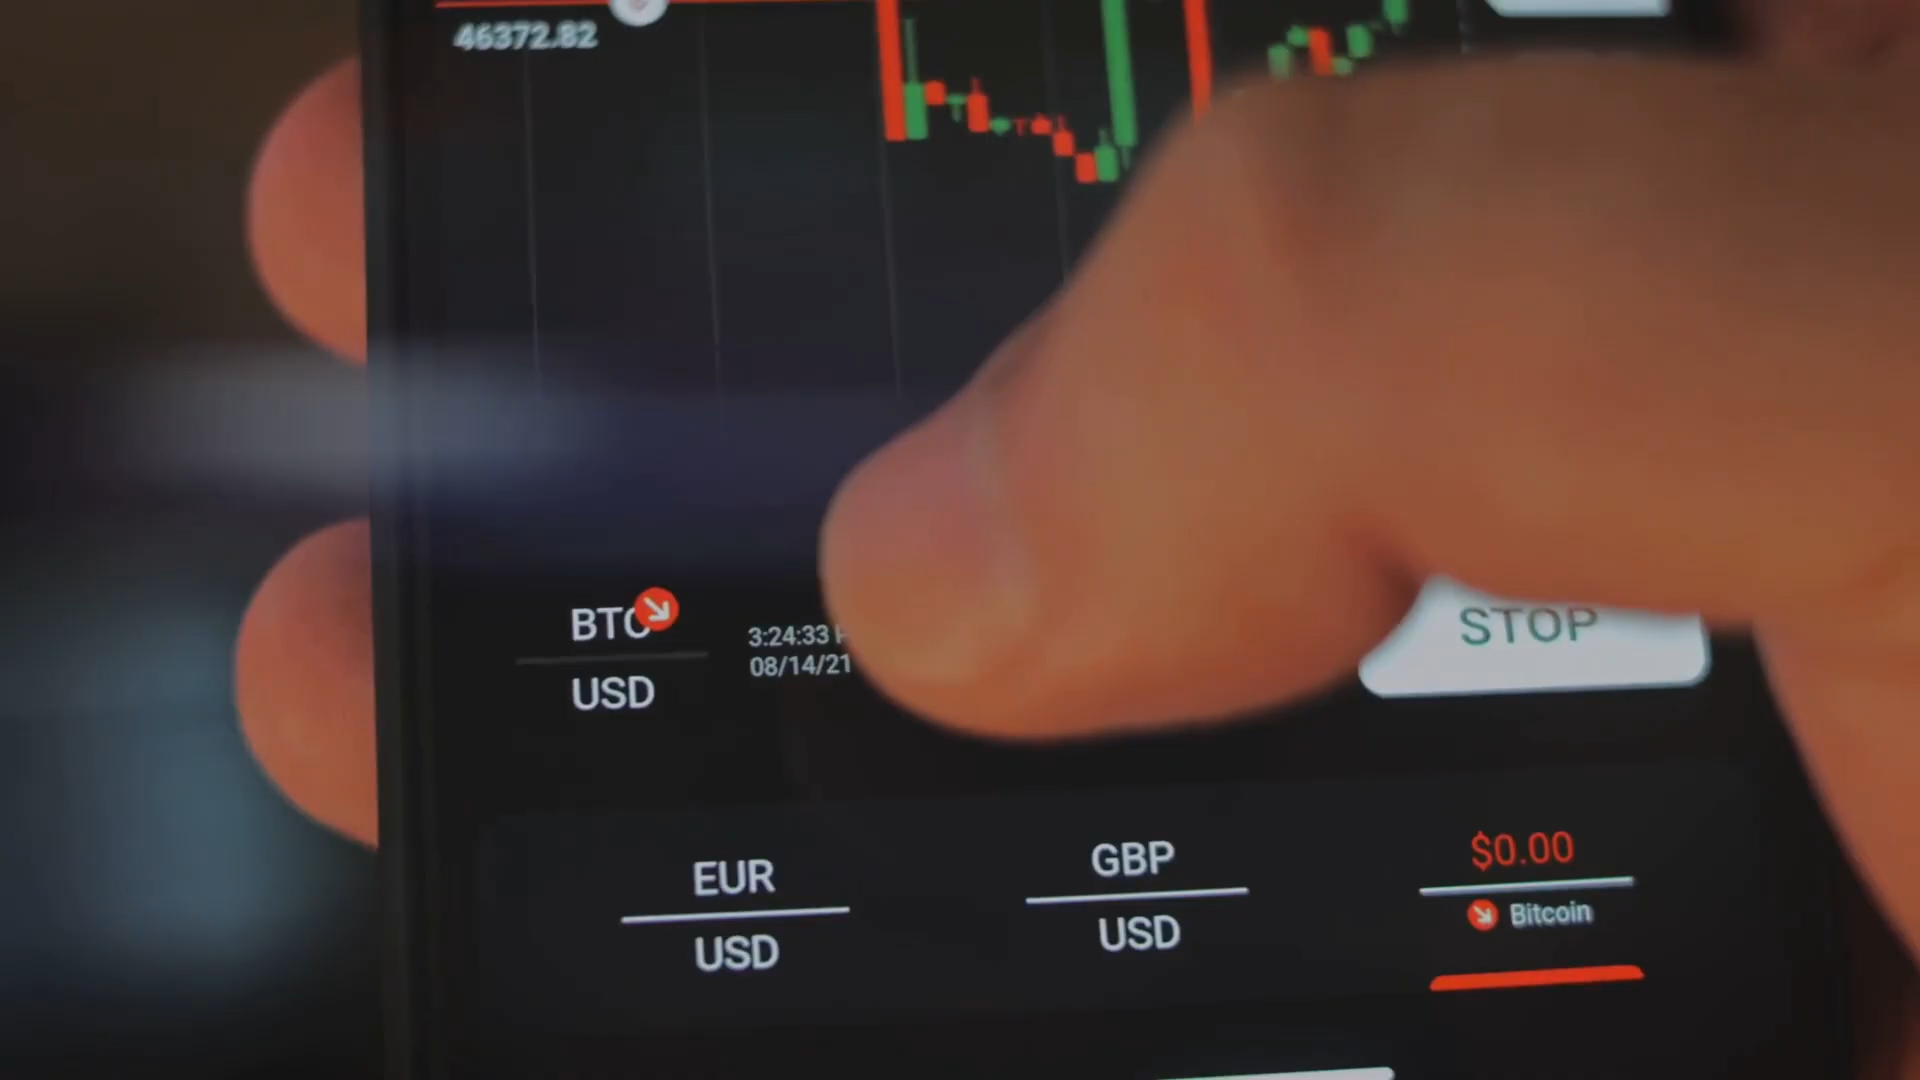 46372.82
BTC
USD
3:24:33
08/14/21
STOP
EUR
USD
GBP
USD
$0.00
Bitcoin